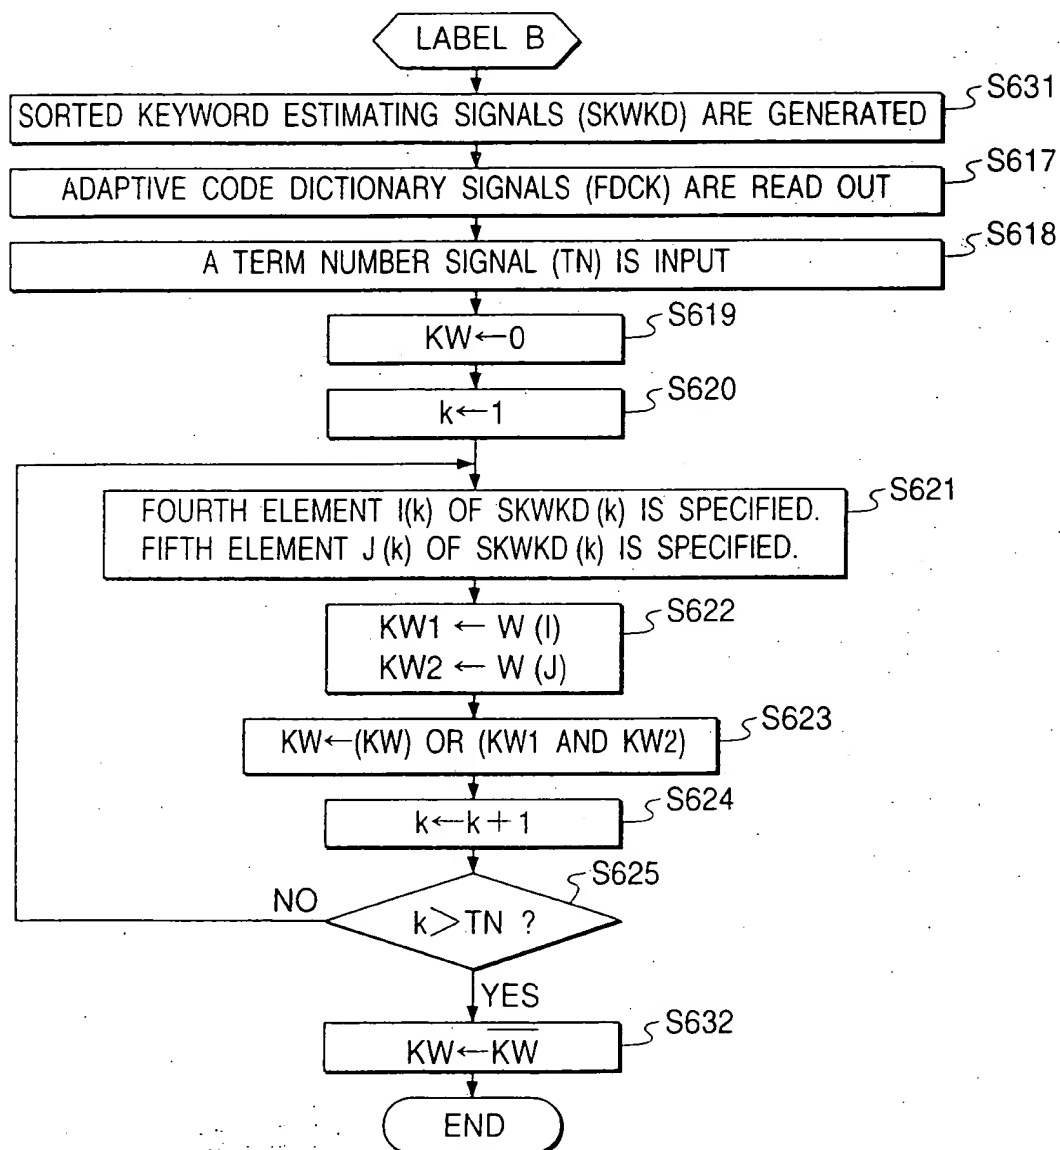 LABEL B
S631
SORTED KEYWORD ESTIMATING SIGNALS (SKWKD) ARE GENERATED
S617
ADAPTIVE CODE DICTIONARY SIGNALS (FDCK) ARE READ OUT
S618
A TERM NUMBER SIGNAL (TN) IS INPUT
S619
KW←0
S620
k←1
S621
FOURTH ELEMENT I(k) OF SKWKD(k) IS SPECIFIED.
FIFTH ELEMENT J(k) OF SKWKD(k) IS SPECIFIED.
S622
KW1 ← W(I)
KW2 ← W(J)
S623
KW←(KW) OR (KW1 AND KW2)
S624
k←k+1
S625
NO
k>TN ?
YES
S632
KW←K̅W̅
END